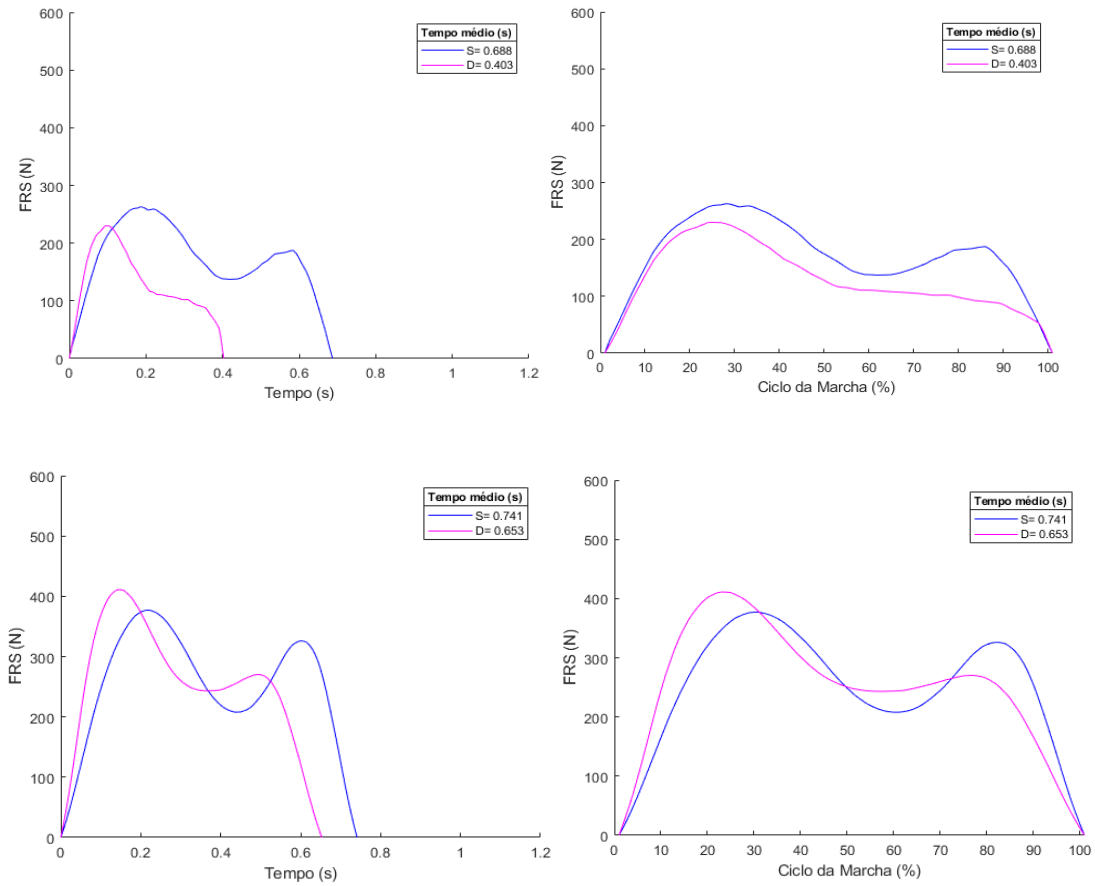 600
500
400
300
200
100
0
FRS (N)
Tempo médio (s)
S= 0.688
D= 0.403
0 0.2 0.4 0.6 0.8 1 1.2
Tempo (s)
600
500
400
300
200
100
0
FRS (N)
Tempo médio (s)
S= 0.688
D= 0.403
0 10 20 30 40 50 60 70 80 90 100
Ciclo da Marcha (%)
600
500
400
300
200
100
0
FRS (N)
Tempo médio (s)
S= 0.741
D= 0.653
0 0.2 0.4 0.6 0.8 1 1.2
Tempo (s)
600
500
400
300
200
100
0
FRS (N)
Tempo médio (s)
S= 0.741
D= 0.653
0 10 20 30 40 50 60 70 80 90 100
Ciclo da Marcha (%)